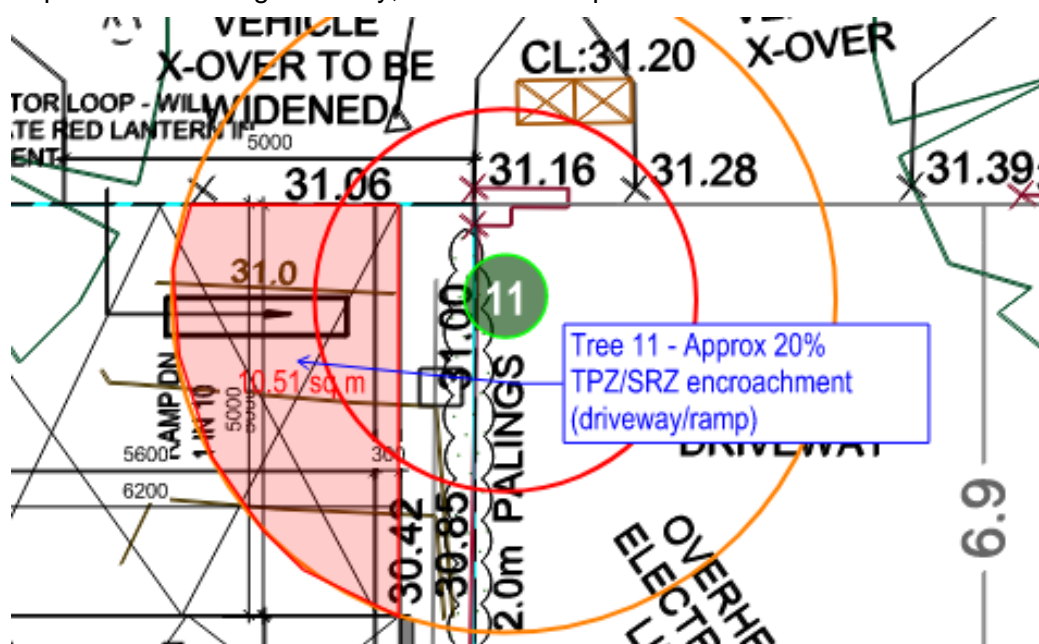 VEHICLE
X-OVER TO BE
WIDENED
X-OVER
CL:31.20
TOR LOOP - WILL
TE RED LANTERN IF
ENT
5000
31.06
31.16
31.28
31.39
31.0
11
31.00
Tree 11 - Approx 20%
TPZ/SRZ encroachment
(driveway/ramp)
10.51 sq m
RAMP DN
1 IN 10
5000
5600
300
6200
30.42
30.85
2.0m PALINGS
DRIVEWAY
6.9
OVERHE
ELECTR